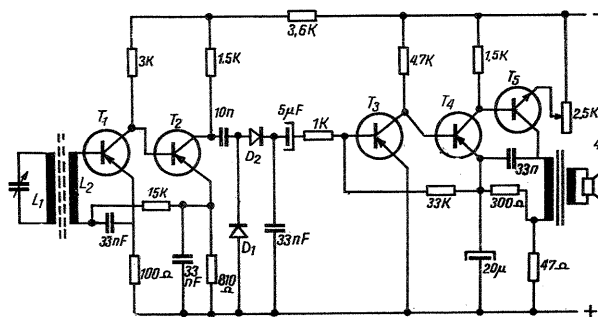 3,6K
3K
1.5K
4,7K
1,5K
T5
T1
T2
10n
5µF
1K
T3
T4
2,5K
D2
L1
L2
15K
33n
33K
300Ω
33nF
D1
100Ω
33
nF
810
Ω
33nF
20µ
47Ω
4
-
+